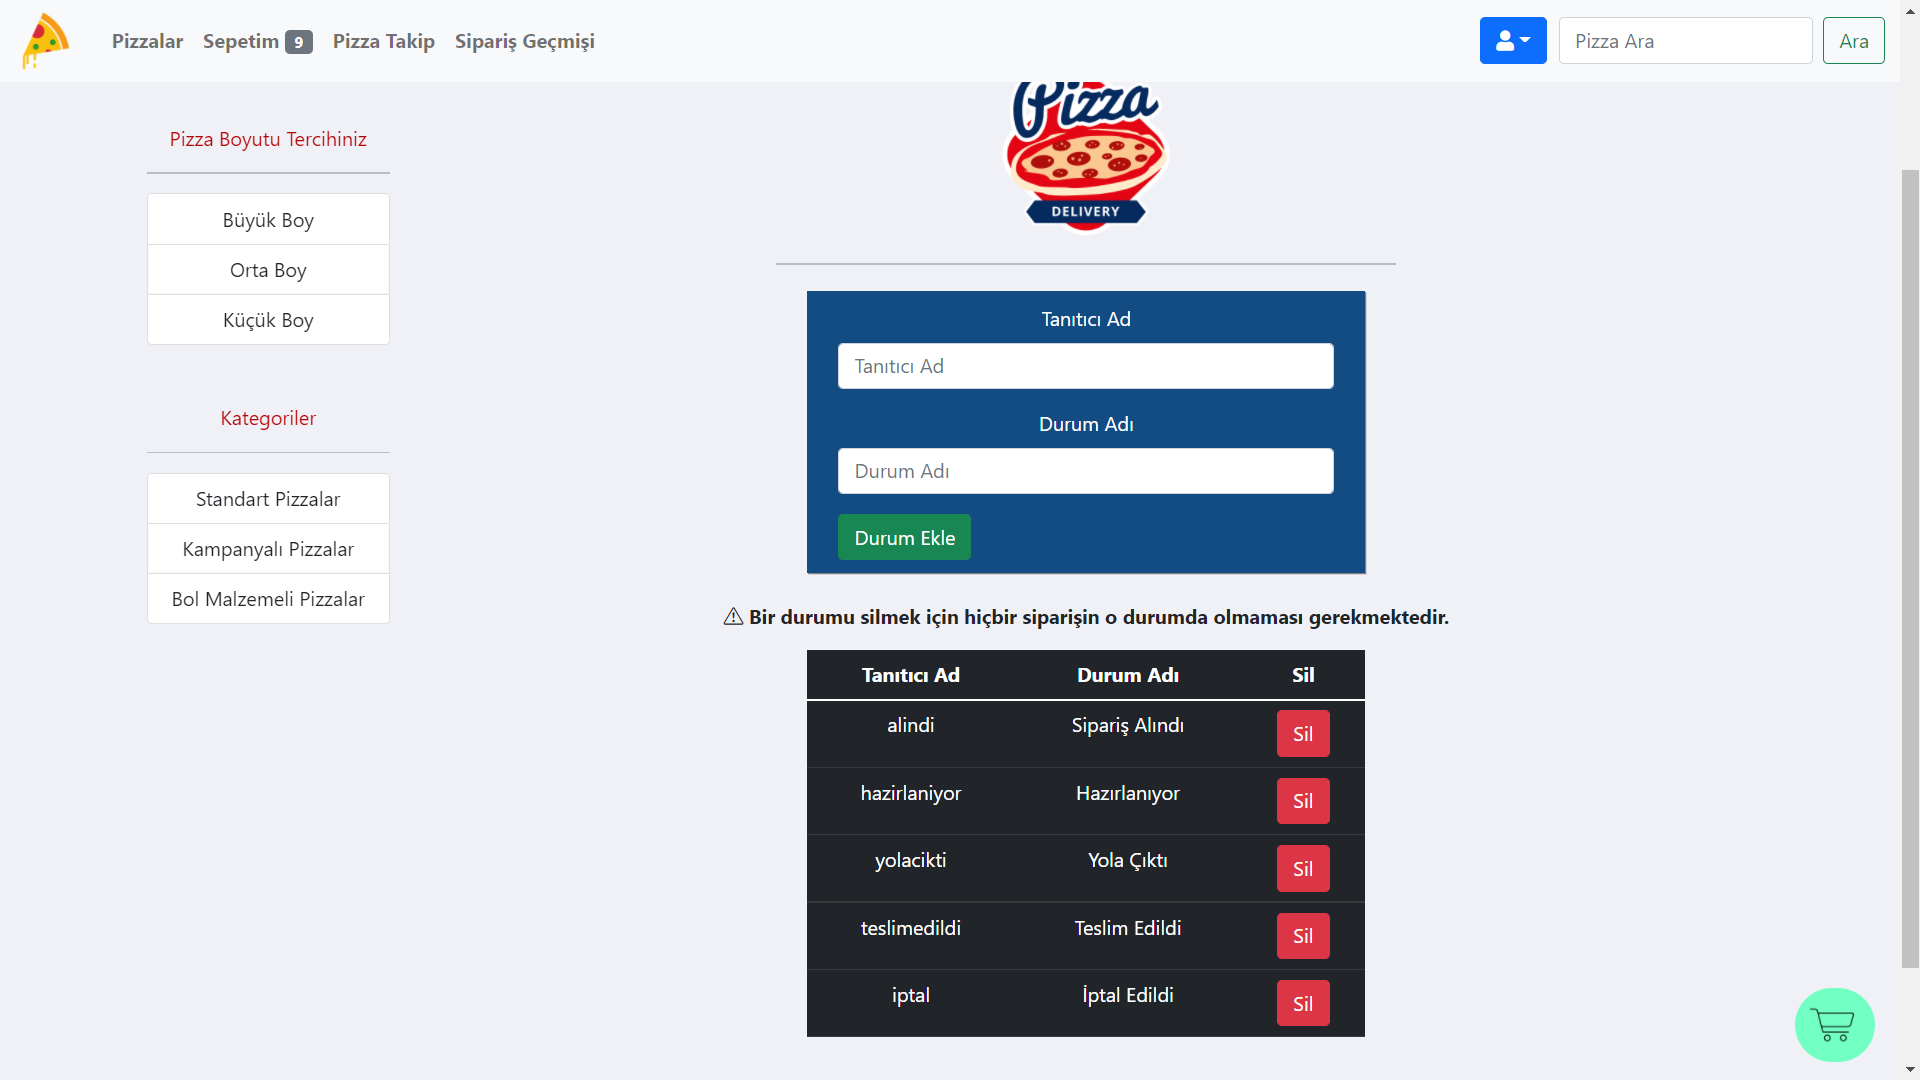 Pizzalar Sepetim 9 Pizza Takip Sipariş Geçmişi Pizza Ara Ara
Pizza
DELIVERY
Pizza Boyutu Tercihiniz
Büyük Boy
Orta Boy
Küçük Boy
Kategoriler
Standart Pizzalar
Kampanyalı Pizzalar
Bol Malzemeli Pizzalar
Tanıtıcı Ad
Tanıtıcı Ad
Durum Adı
Durum Adı
Durum Ekle
Bir durumu silmek için hiçbir siparişin o durumda olmaması gerekmektedir.
Tanıtıcı Ad Durum Adı Sil
alindi Sipariş Alındı Sil
hazirlaniyor Hazırlanıyor Sil
yolacikti Yola Çıktı Sil
teslimedildi Teslim Edildi Sil
iptal İptal Edildi Sil